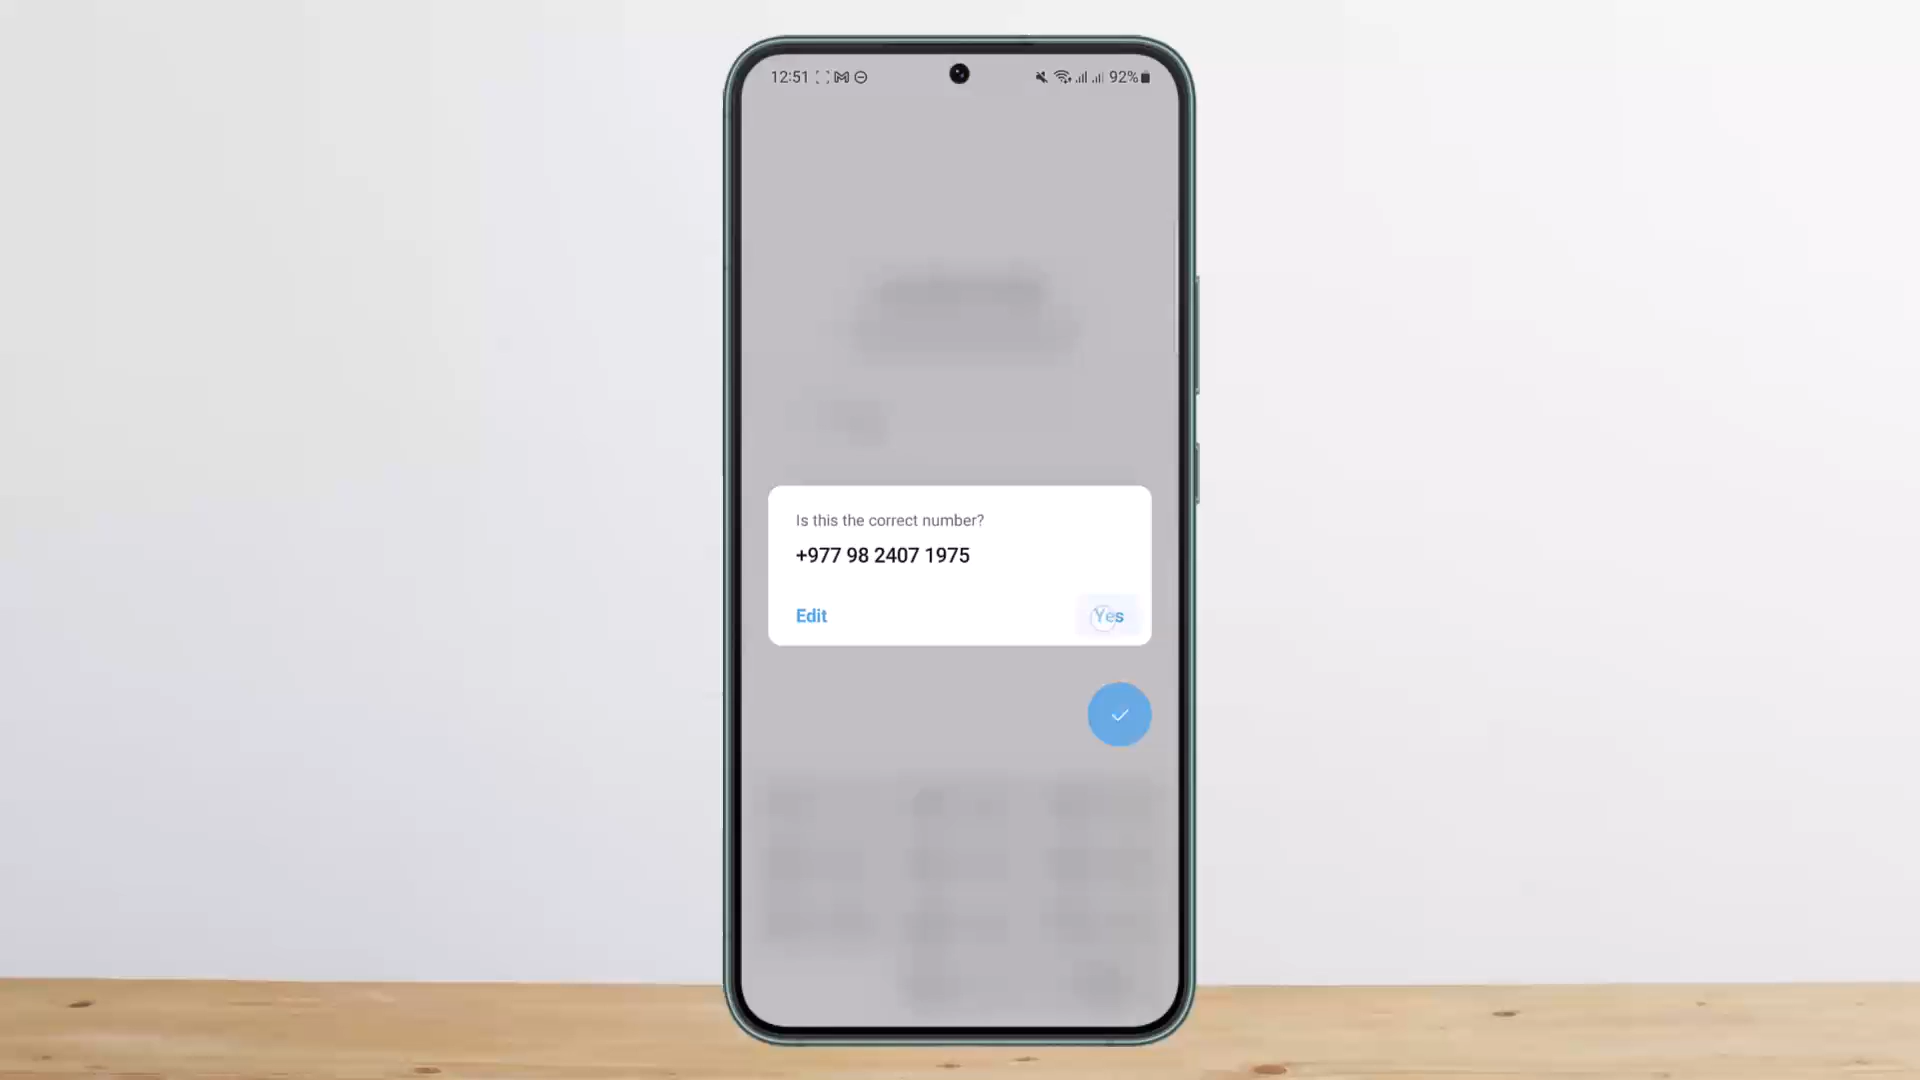 12:51 92%
Is this the correct number?
+977 98 2407 1975
Edit Yes